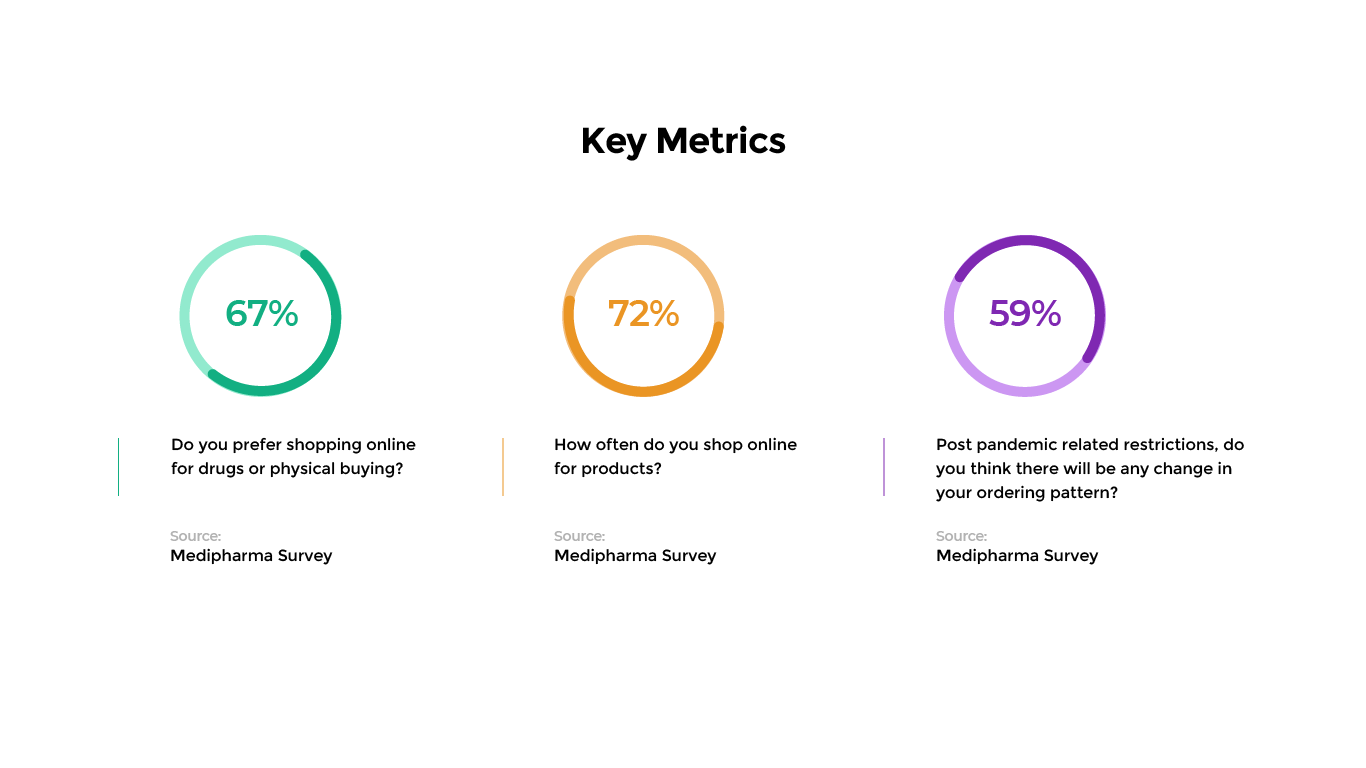 Key Metrics
67%
72%
59%
Do you prefer shopping online
for drugs or physical buying?
Source:
Medipharma Survey
How often do you shop online
for products?
Source:
Medipharma Survey
Post pandemic related restrictions, do
you think there will be any change in
your ordering pattern?
Source:
Medipharma Survey